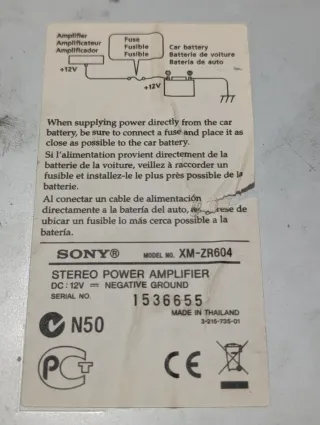 Amplifier
Amplificateur
Amplificador
Fuse
Fusible
Fusible
Car battery
Batterie de voiture
Batería de auto
+12V
+12V
When supplying power directly from the car
battery, be sure to connect a fuse and place it as
close as possible to the car battery.
Si l'alimentation provient directement de la
batterie de la voiture, veillez à raccorder un
fusible et installez-le le plus près possible de la
batterie.
Al conectar un cable de alimentación
directamente a la batería del auto,
ubicar un fusible lo más cerca posible a la
batería.
SONY® MODEL NO. XM-ZR604
STEREO POWER AMPLIFIER
DC: 12V NEGATIVE GROUND
SERIAL NO. 1536655
MADE IN THAILAND
3-216-735-01
N50
CE